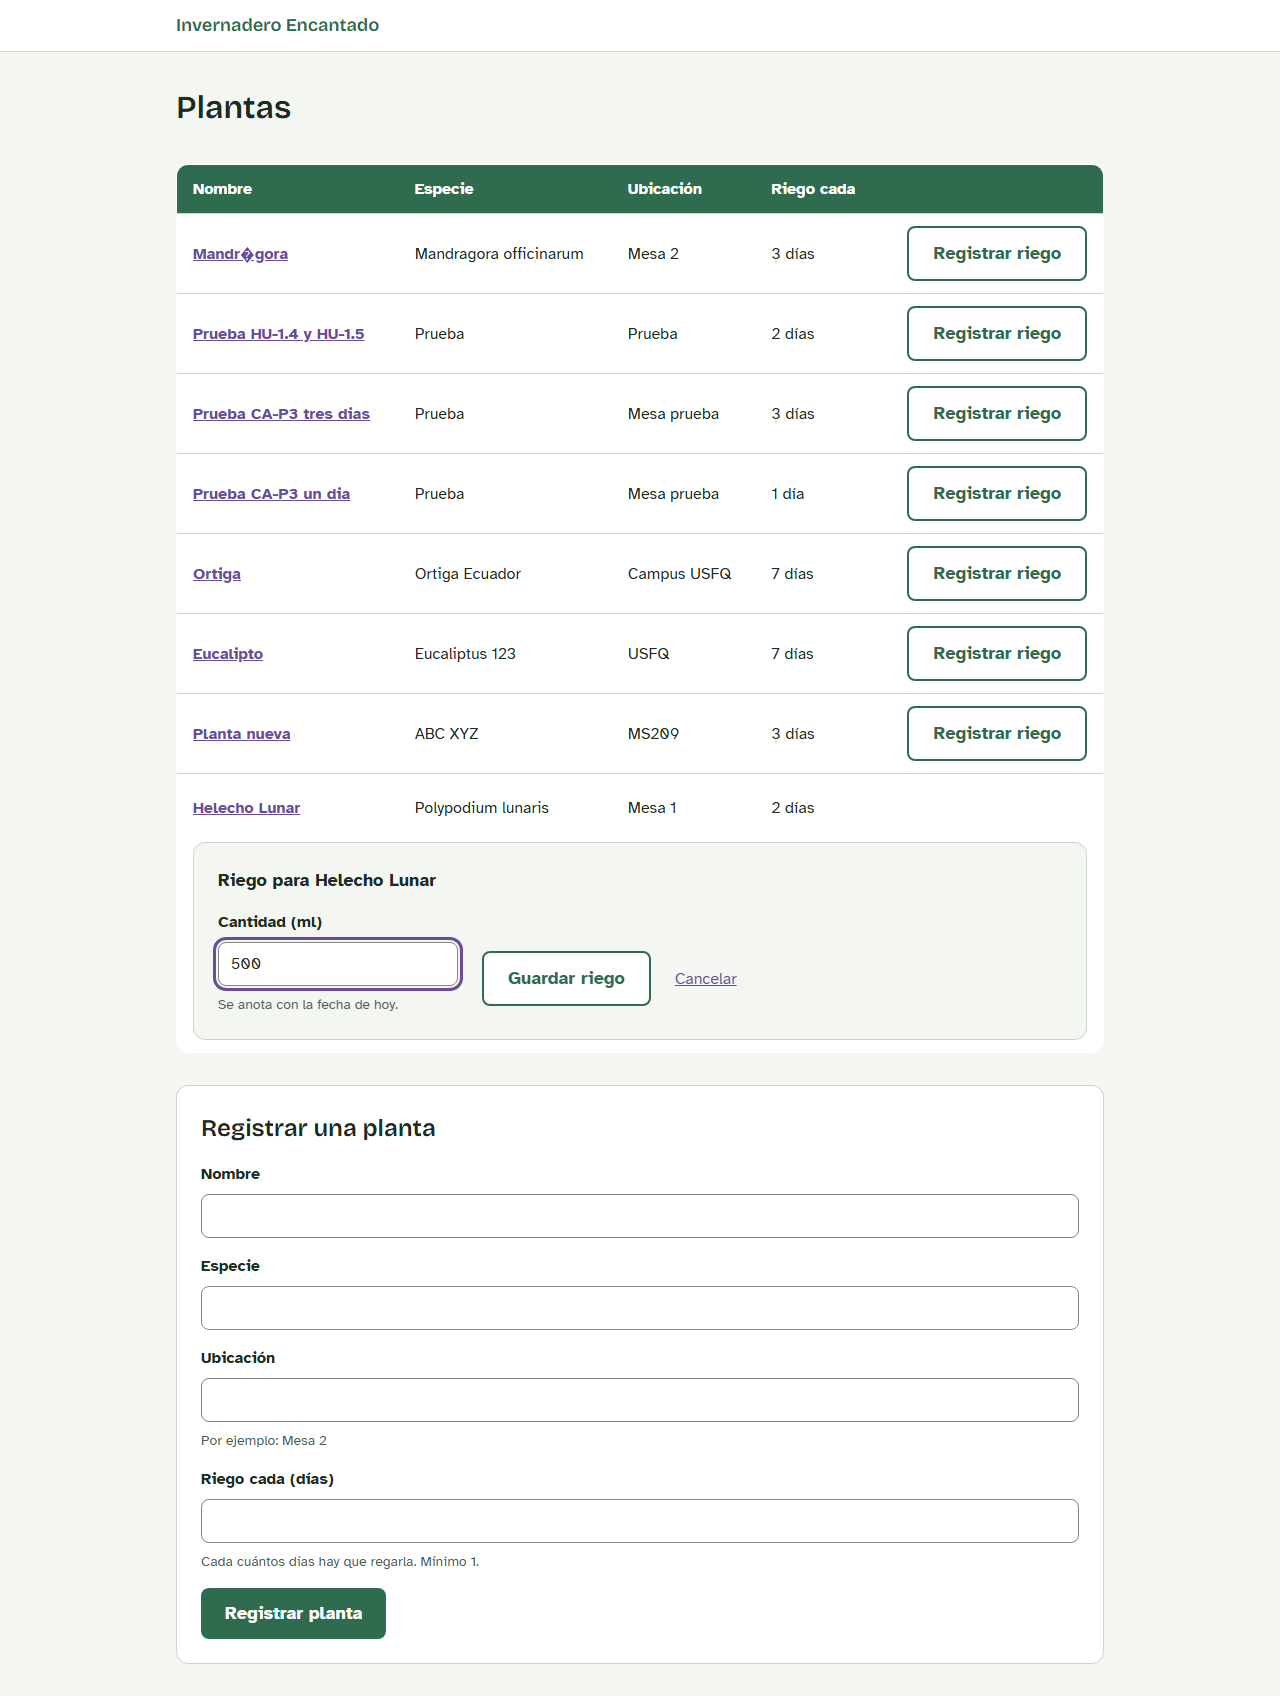 Invernadero Encantado
Plantas
Nombre Especie Ubicación Riego cada
Mandr�gora Mandragora officinarum Mesa 2 3 días Registrar riego
Prueba HU-1.4 y HU-1.5 Prueba Prueba 2 días Registrar riego
Prueba CA-P3 tres dias Prueba Mesa prueba 3 días Registrar riego
Prueba CA-P3 un dia Prueba Mesa prueba 1 día Registrar riego
Ortiga Ortiga Ecuador Campus USFQ 7 días Registrar riego
Eucalipto Eucaliptus 123 USFQ 7 días Registrar riego
Planta nueva ABC XYZ MS209 3 días Registrar riego
Helecho Lunar Polypodium lunaris Mesa 1 2 días
Riego para Helecho Lunar
Cantidad (ml)
500 Guardar riego Cancelar
Se anota con la fecha de hoy.
Registrar una planta
Nombre
Especie
Ubicación
Por ejemplo: Mesa 2
Riego cada (días)
Cada cuántos días hay que regarla. Mínimo 1.
Registrar planta